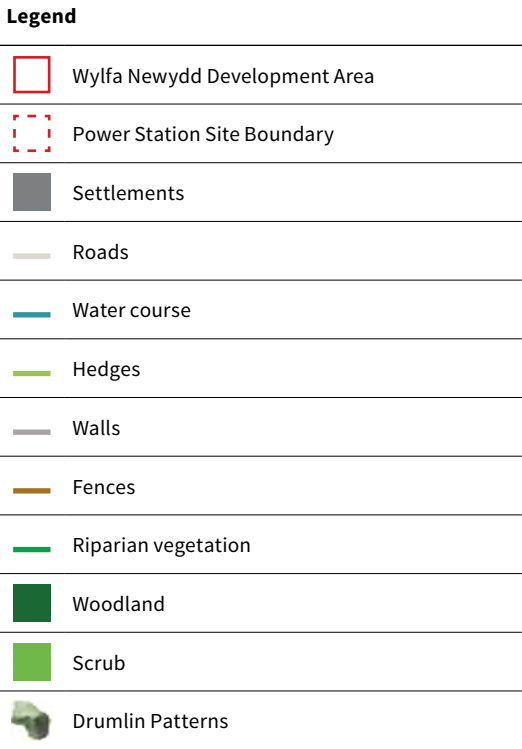 Legend
Wylfa Newydd Development Area
Power Station Site Boundary
Settlements
Roads
Water course
Hedges
Walls
Fences
Riparian vegetation
Woodland
Scrub
Drumlin Patterns